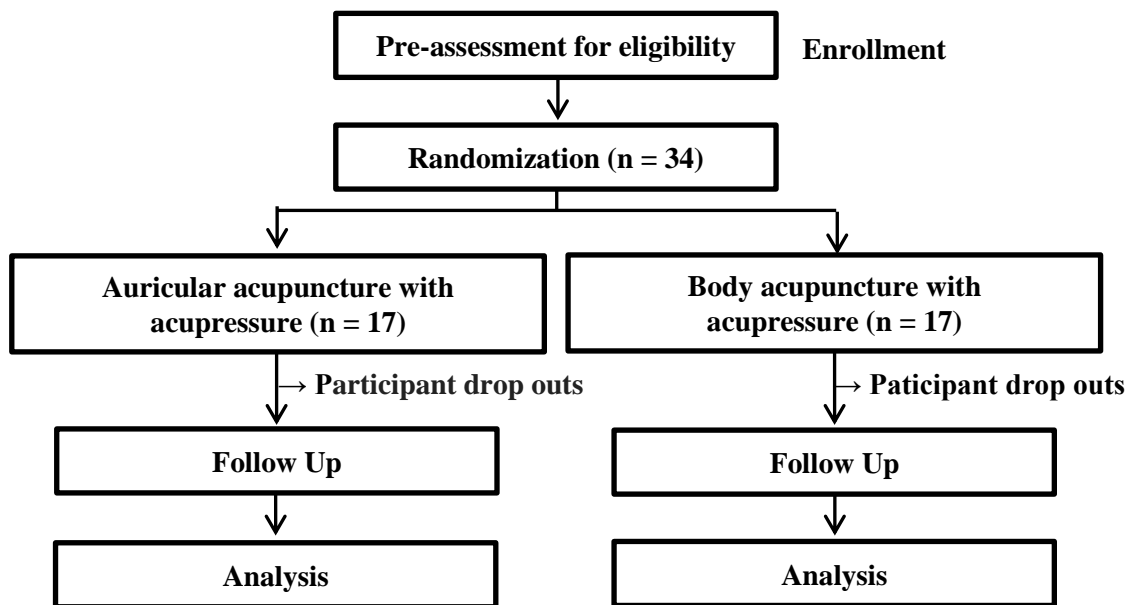 Pre-assessment for eligibility
Enrollment
Randomization (n = 34)
Auricular acupuncture with
acupressure (n = 17)
Body acupuncture with
acupressure (n = 17)
→ Participant drop outs
→ Paticipant drop outs
Follow Up
Follow Up
Analysis
Analysis